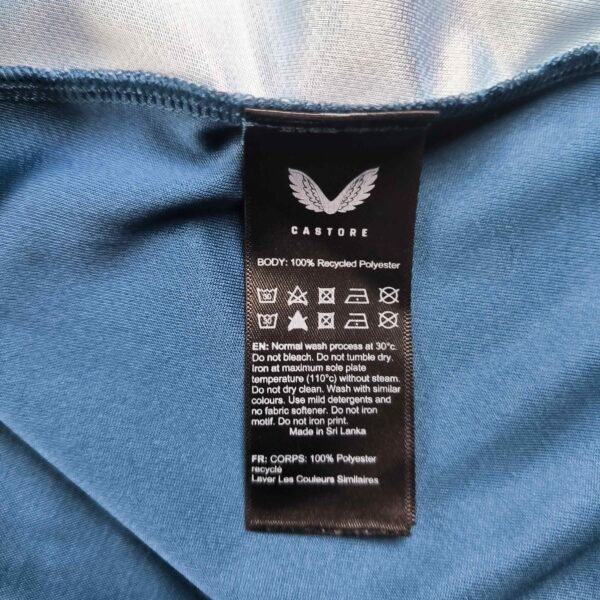 CASTORE
BODY: 100% Recycled Polyester
30
30
EN: Normal wash process at 30°c.
Do not bleach. Do not tumble dry.
Iron at maximum sole plate
temperature (110°c) without steam.
Do not dry clean. Wash with similar
colours. Use mild detergents and
no fabric softener. Do not iron
motif. Do not iron print.
Made in Sri Lanka
FR: CORPS: 100% Polyester
recyclé
Laver Les Couleurs Similaires